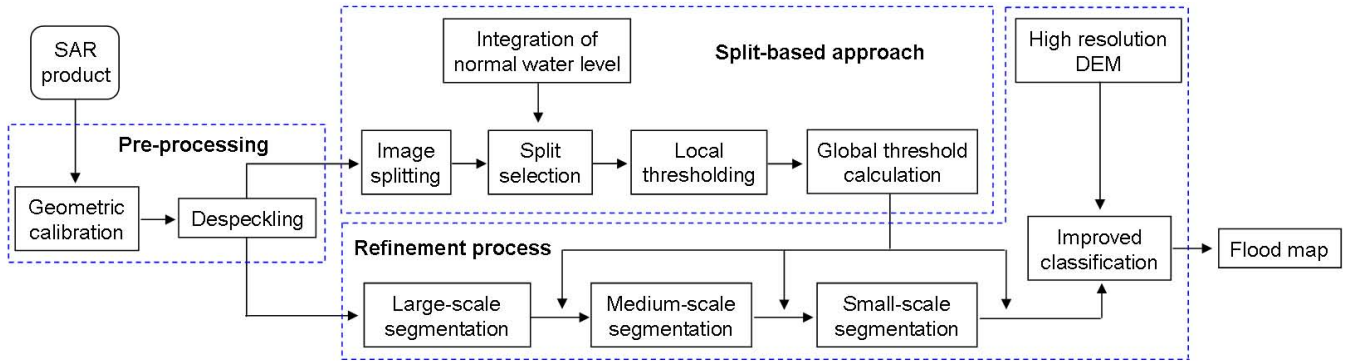 SAR
product
Pre-processing
Geometric
calibration
Despeckling
Integration of
normal water level
Split-based approach
Image
splitting
Split
selection
Local
thresholding
Global threshold
calculation
High resolution
DEM
Refinement process
Large-scale
segmentation
Medium-scale
segmentation
Small-scale
segmentation
Improved
classification
Flood map